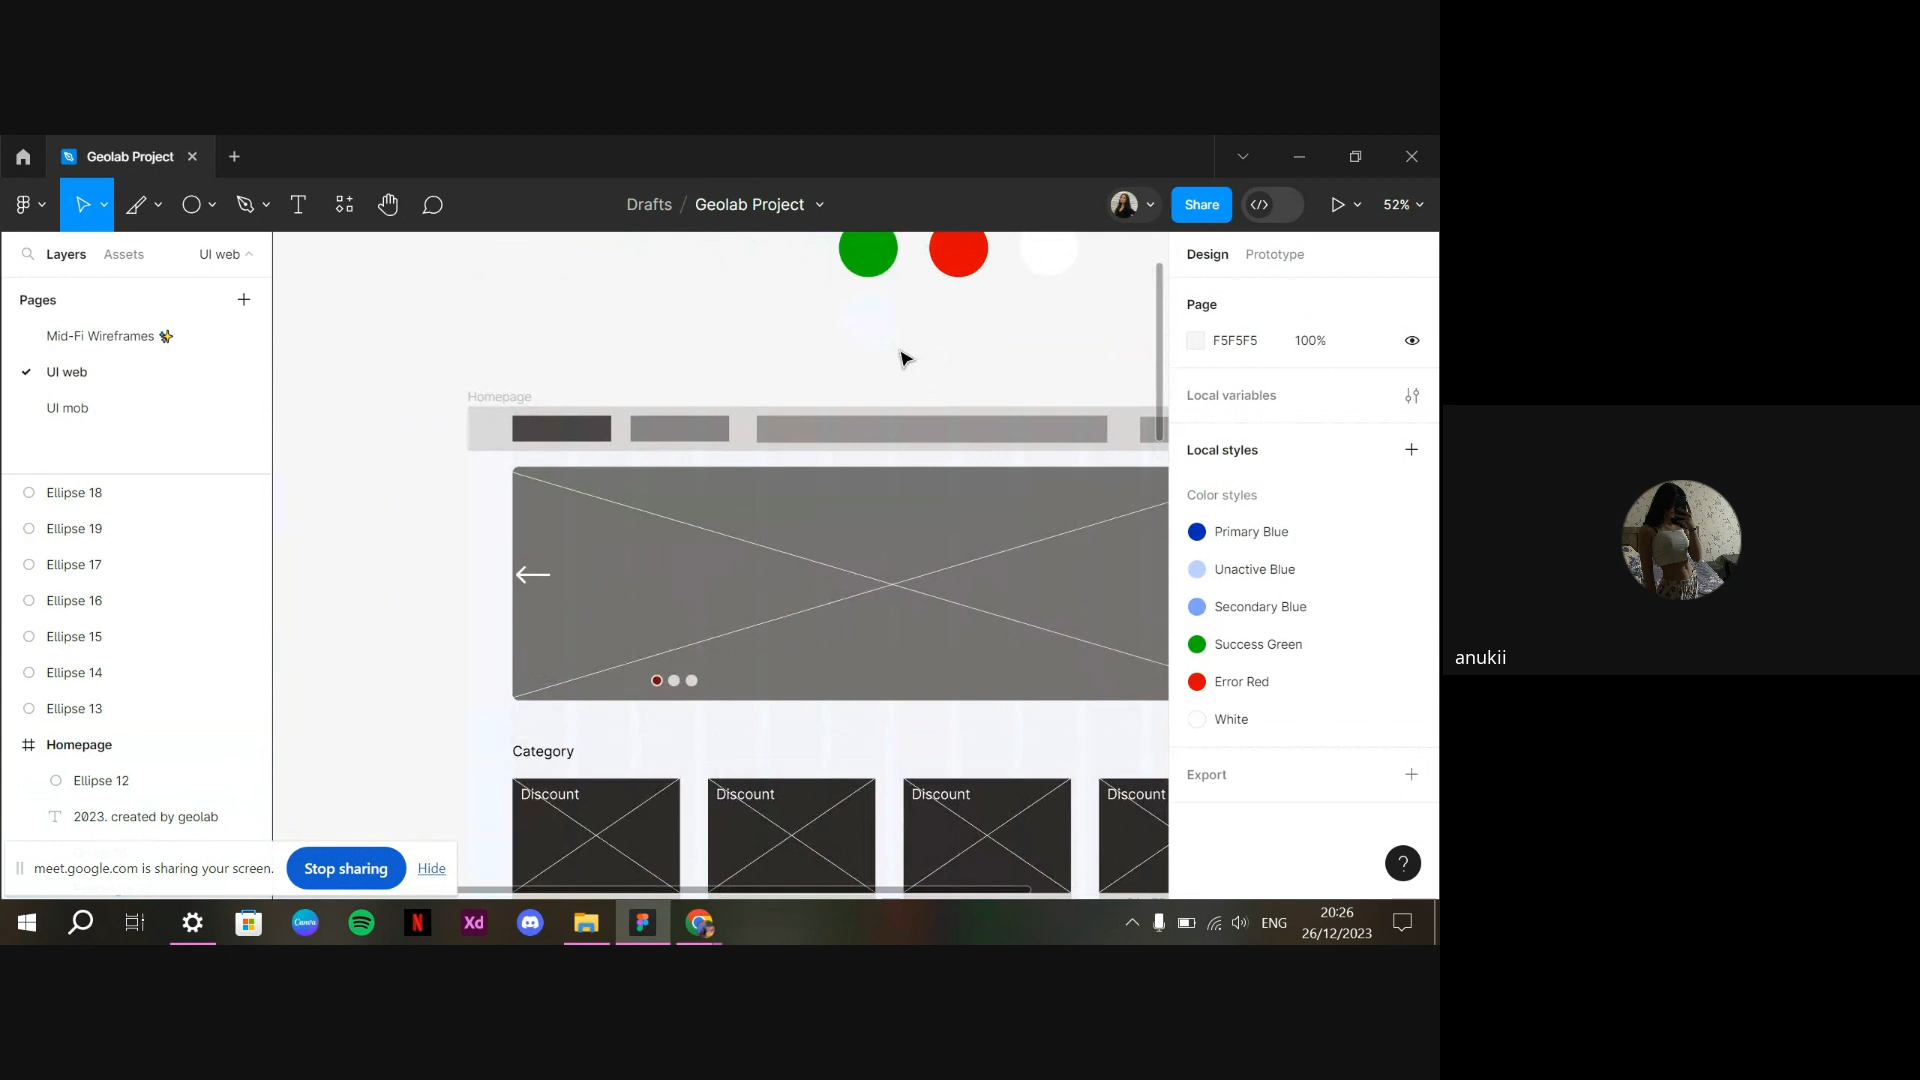 Geolab Project
Drafts / Geolab Project
Share
52%
Layers
Assets
UI web
Pages
Mid-Fi Wireframes ✨
UI web
UI mob
Ellipse 18
Ellipse 19
Ellipse 17
Ellipse 16
Ellipse 15
Ellipse 14
Ellipse 13
Homepage
Ellipse 12
2023. created by geolab
Homepage
Category
Discount
Discount
Discount
Discount
Design
Prototype
Page
F5F5F5
100%
Local variables
Local styles
Color styles
Primary Blue
Unactive Blue
Secondary Blue
Success Green
Error Red
White
Export
?
anukii
meet.google.com is sharing your screen.
Stop sharing
Hide
Canva
N
Xd
ENG
20:26
26/12/2023